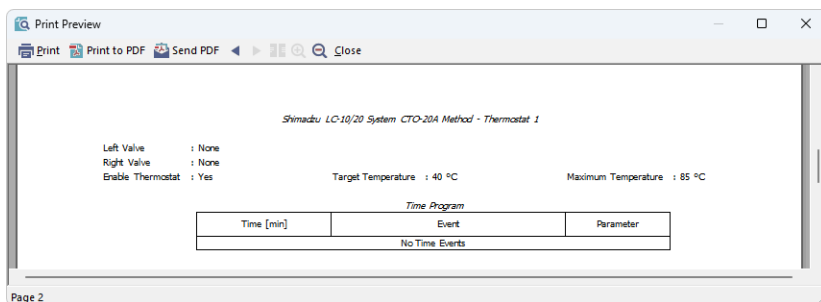 Print Preview
Print Print to PDF Send PDF Close
Shimadzu LC-10/20 System CTO-20A Method - Thermostat 1
Left Valve : None
Right Valve : None
Enable Thermostat : Yes Target Temperature : 40 °C Maximum Temperature : 85 °C
Time Program
Time [min] Event Parameter
No Time Events
Page 2